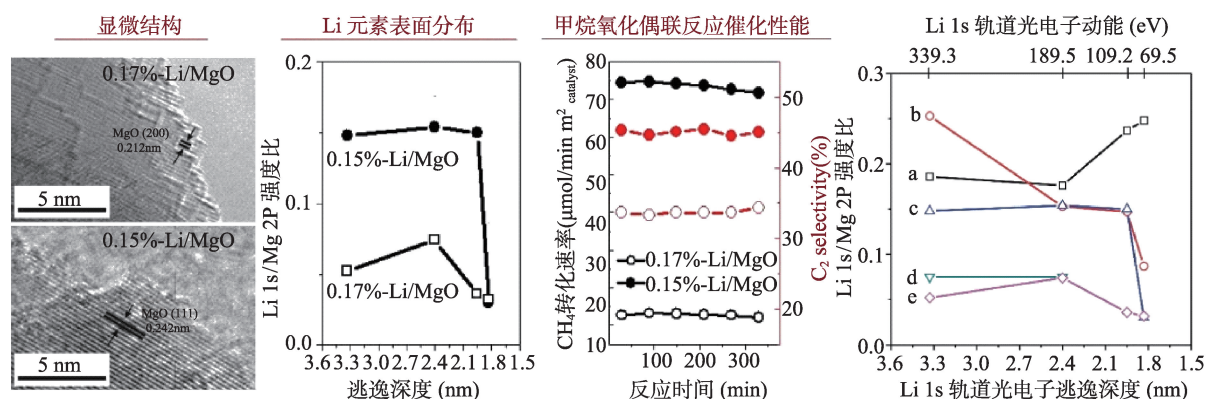 显微结构
0.17%-Li/MgO
MgO (200)
0.212nm
5 nm
0.15%-Li/MgO
MgO (111)
0.242nm
5 nm
Li 元素表面分布
Li 1s/Mg 2P 强度比
0.2
0.1
0.0
0.15%-Li/MgO
0.17%-Li/MgO
3.6 3.3 3.0 2.7 2.4 2.1 1.8 1.5
逃逸深度 (nm)
甲烷氧化偶联反应催化性能
CH4转化速率(μmol/min m2 catalyst)
80
75
70
60
50
40
30
20
10
0.17%-Li/MgO
0.15%-Li/MgO
50
40
30
20
C2 selectivity(%)
100 200 300
反应时间 (min)
Li 1s 轨道光电子动能 (eV)
339.3 189.5 109.2 69.5
Li 1s/Mg 2P 强度比
0.3
0.2
0.1
0.0
b
a
c
d
e
3.6 3.3 3.0 2.7 2.4 2.1 1.8 1.5
Li 1s 轨道光电子逃逸深度 (nm)